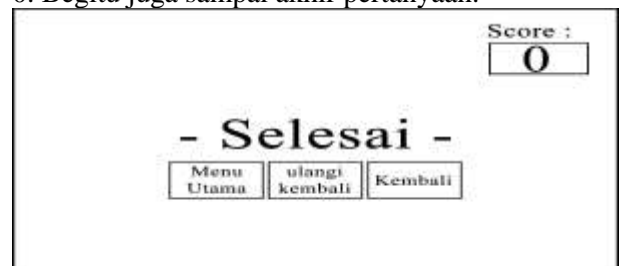 6. Begitu juga sampai akhir pertanyaan.
Score :
0
- Selesai -
Menu
Utama
ulangi
kembali
Kembali